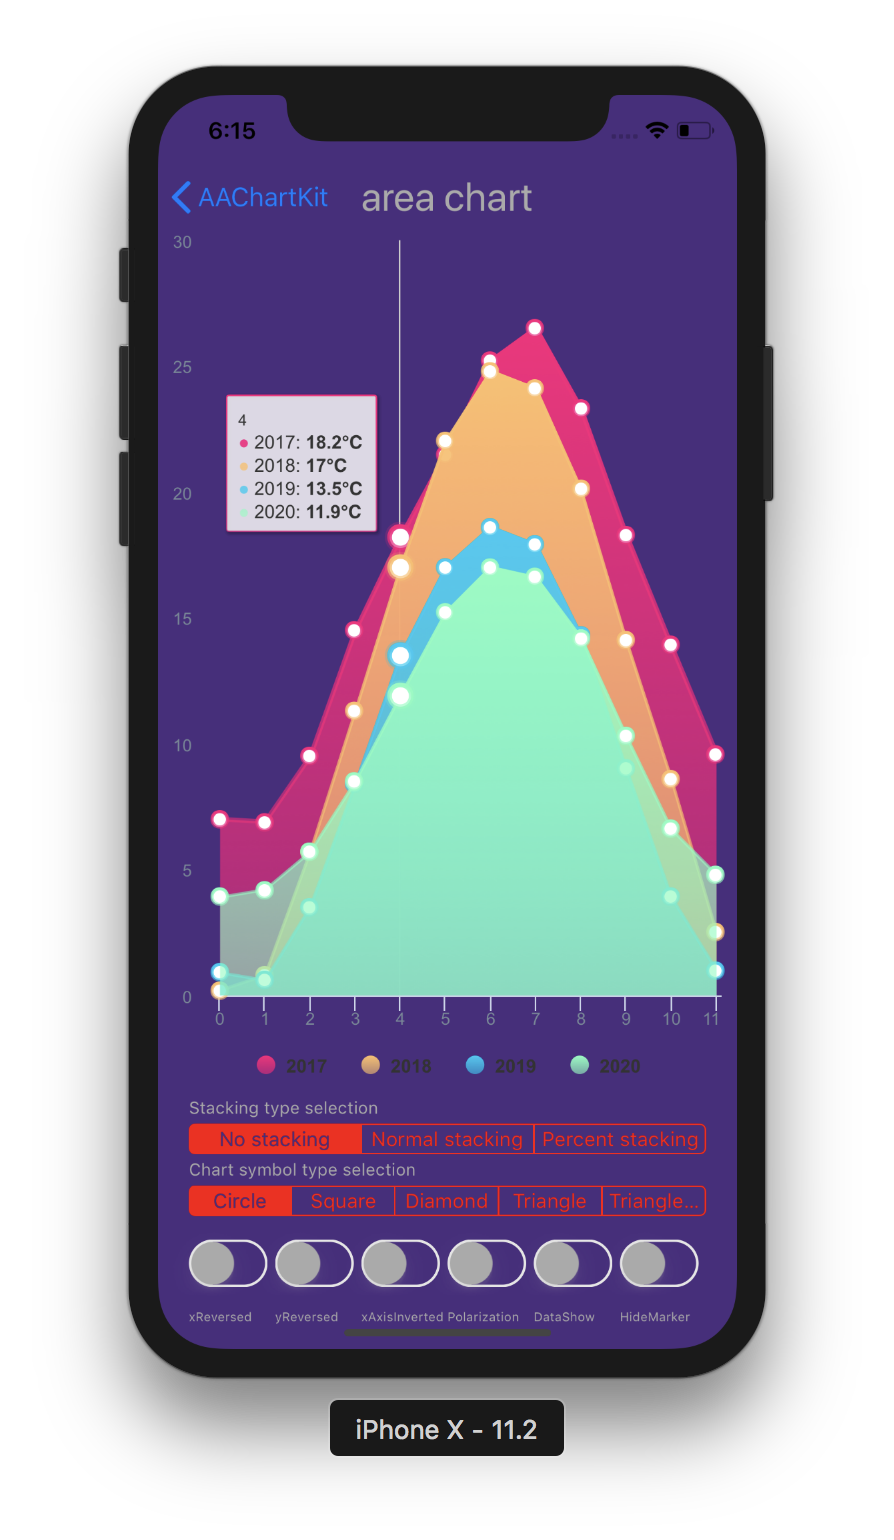 6:15
AAChartKit area chart
30
25
4
2017: 18.2°C
2018: 17°C
2019: 13.5°C
2020: 11.9°C
20
15
10
5
0
0 1 2 3 4 5 6 7 8 9 10 11
2017 2018 2019 2020
Stacking type selection
No stacking Normal stacking Percent stacking
Chart symbol type selection
Circle Square Diamond Triangle Triangle...
xReversed yReversed xAxisInverted Polarization DataShow HideMarker
iPhone X - 11.2